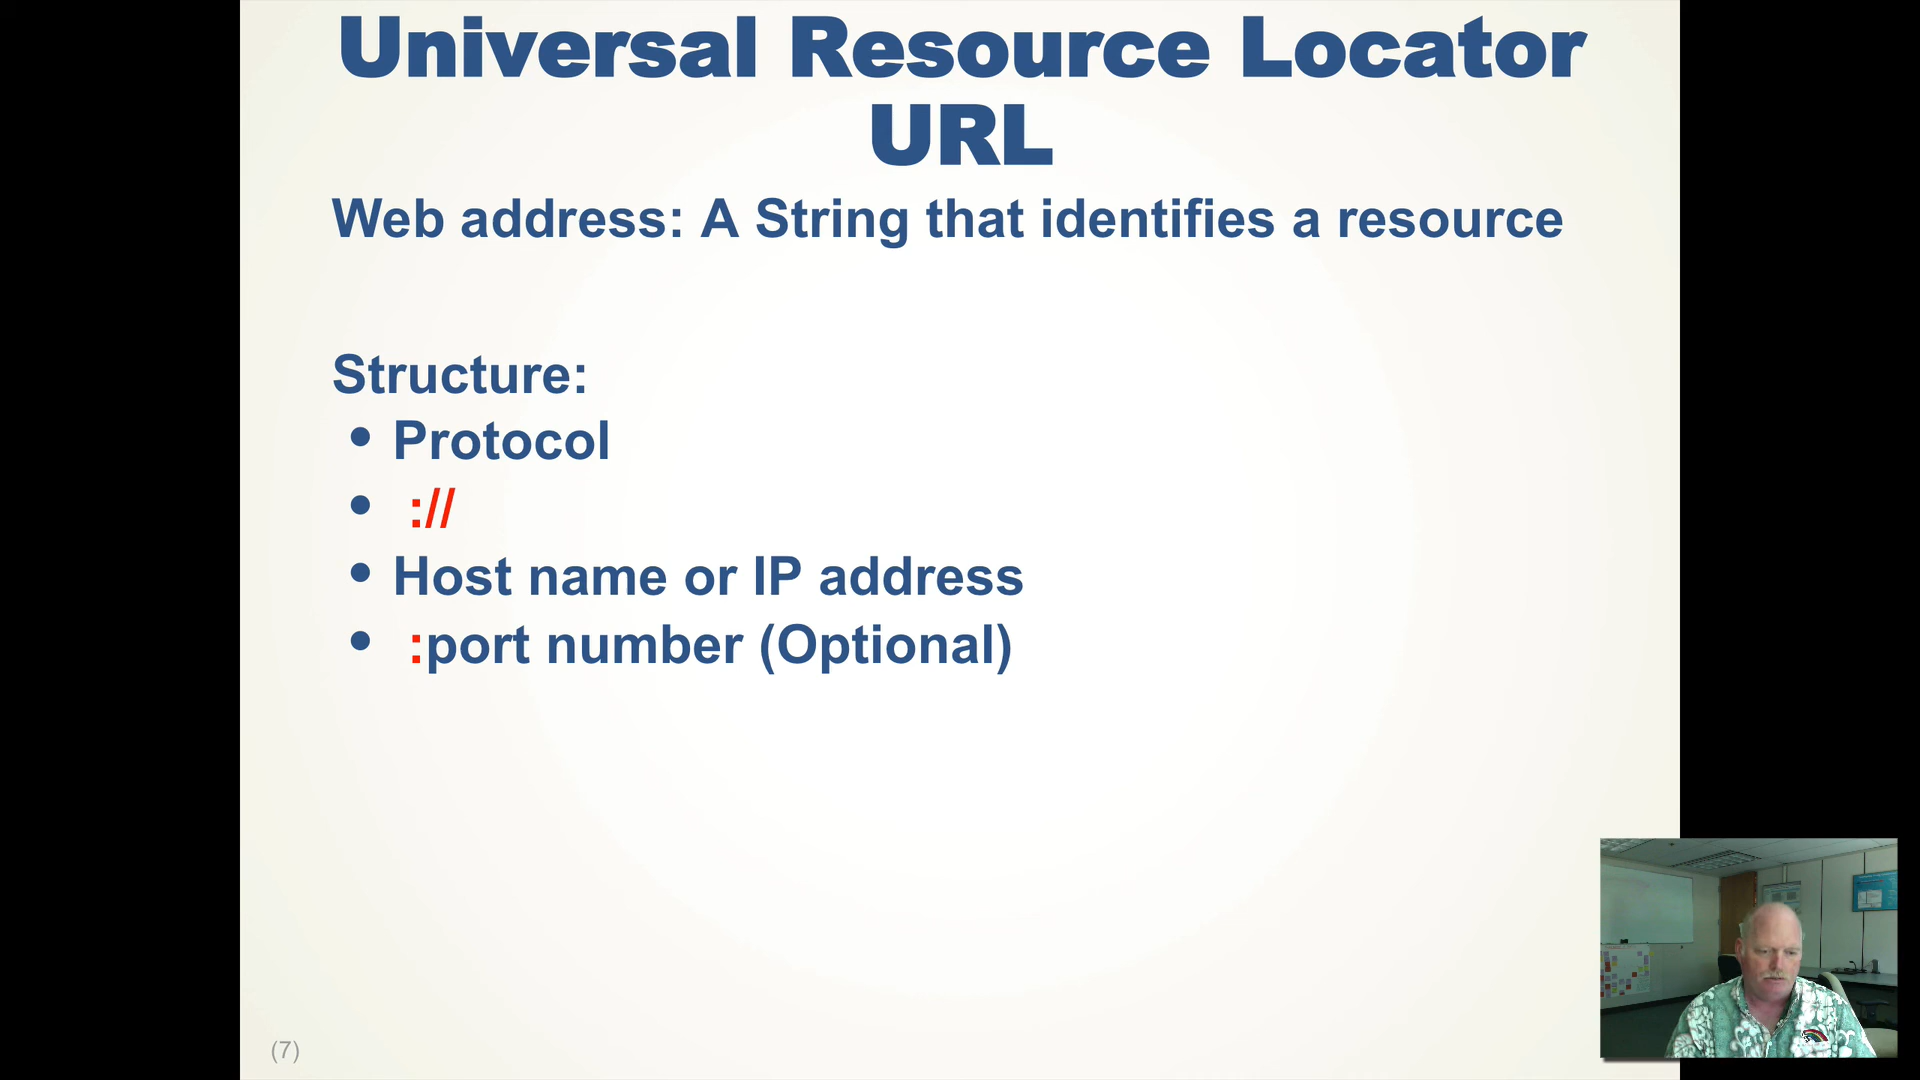 Universal Resource Locator
URL
Web address: A String that identifies a resource
Structure:
• Protocol
• ://
• Host name or IP address
• :port number (Optional)
(7)